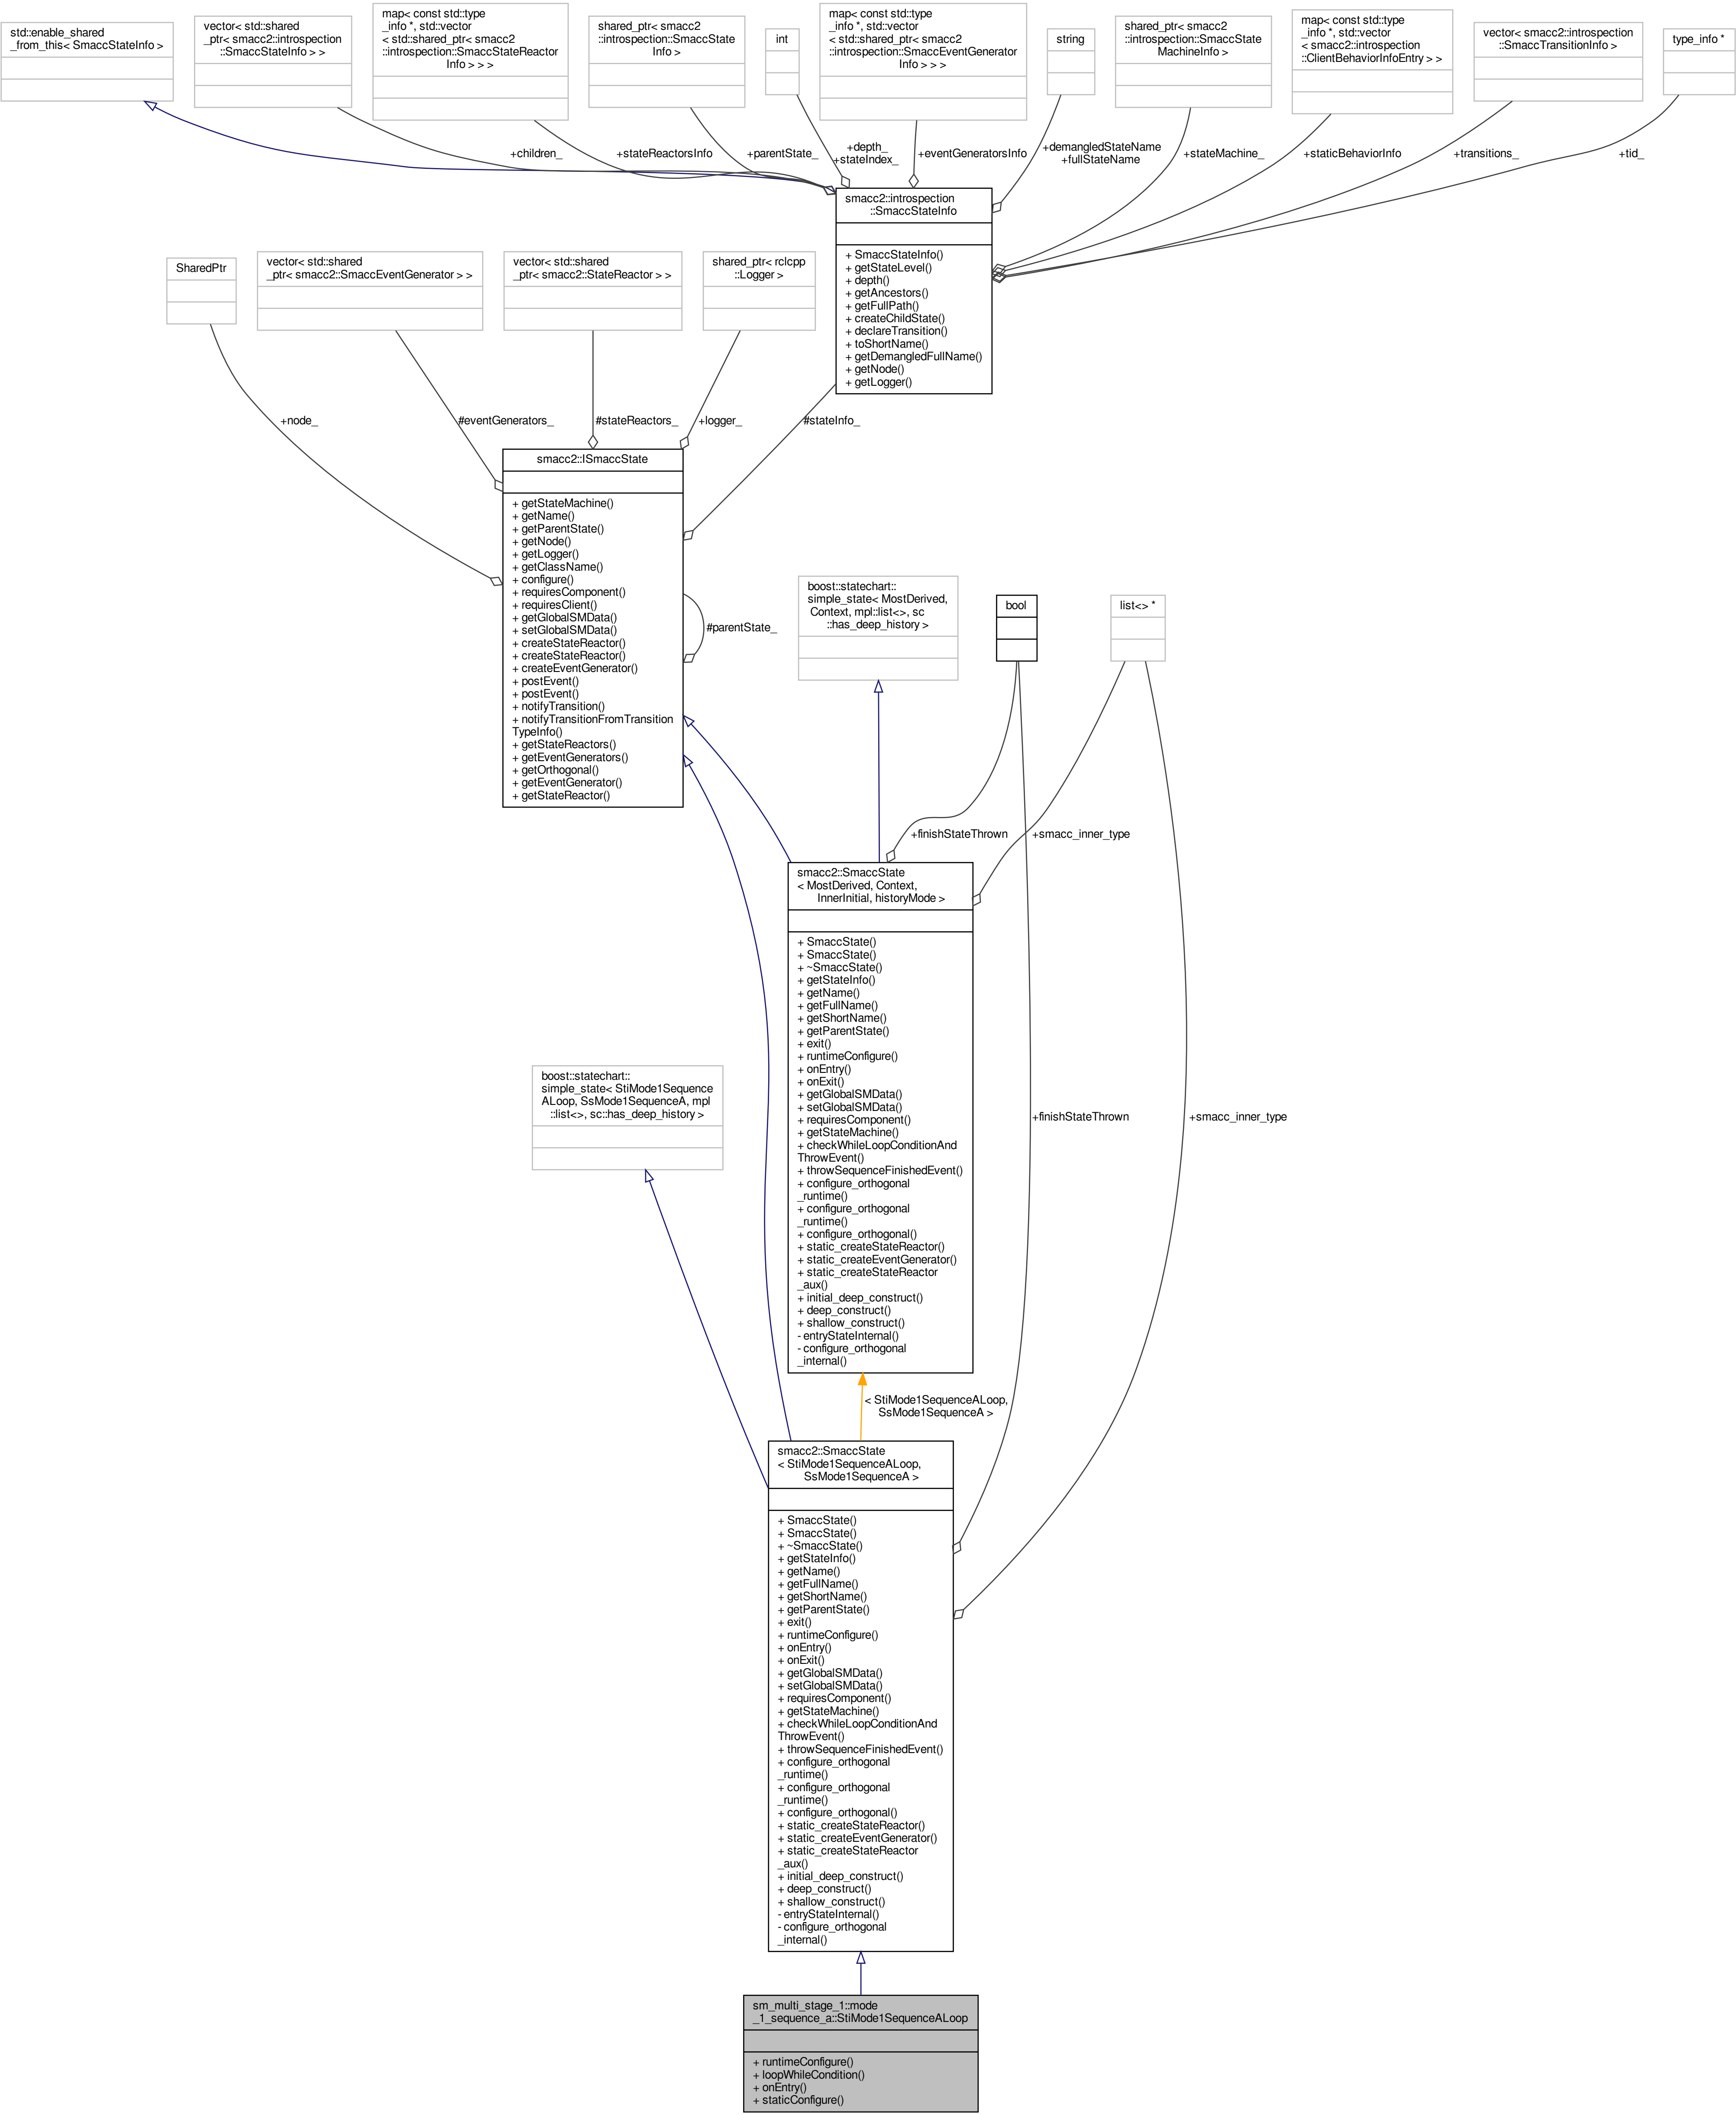 std::enable_shared
_from_this< SmaccStateInfo >
vector< std::shared
_ptr< smacc2::introspection
::SmaccStateInfo > >
map< const std::type
_info *, std::vector
< std::shared_ptr< smacc2
::introspection::SmaccStateReactor
Info > > >
shared_ptr< smacc2
::introspection::SmaccState
Info >
int
map< const std::type
_info *, std::vector
< std::shared_ptr< smacc2
::introspection::SmaccEventGenerator
Info > > >
string
shared_ptr< smacc2
::introspection::SmaccState
MachineInfo >
map< const std::type
_info *, std::vector
< smacc2::introspection
::ClientBehaviorInfoEntry > >
vector< smacc2::introspection
::SmaccTransitionInfo >
type_info *
+children_
+stateReactorsInfo
+parentState_
+depth_
+stateIndex_
+eventGeneratorsInfo
+demangledStateName
+fullStateName
+stateMachine_
+staticBehaviorInfo
+transitions_
+tid_
smacc2::introspection
::SmaccStateInfo
+ SmaccStateInfo()
+ getStateLevel()
+ depth()
+ getAncestors()
+ getFullPath()
+ createChildState()
+ declareTransition()
+ toShortName()
+ getDemangledFullName()
+ getNode()
+ getLogger()
SharedPtr
vector< std::shared
_ptr< smacc2::SmaccEventGenerator > >
vector< std::shared
_ptr< smacc2::StateReactor > >
shared_ptr< rclcpp
::Logger >
+node_
#eventGenerators_
#stateReactors_
+logger_
#stateInfo_
smacc2::ISmaccState
+ getStateMachine()
+ getName()
+ getParentState()
+ getNode()
+ getLogger()
+ getClassName()
+ configure()
+ requiresComponent()
+ requiresClient()
+ getGlobalSMData()
+ setGlobalSMData()
+ createStateReactor()
+ createStateReactor()
+ createEventGenerator()
+ postEvent()
+ postEvent()
+ notifyTransition()
+ notifyTransitionFromTransition
TypeInfo()
+ getStateReactors()
+ getEventGenerators()
+ getOrthogonal()
+ getEventGenerator()
+ getStateReactor()
#parentState_
boost::statechart::
simple_state< MostDerived,
Context, mpl::list<>, sc
::has_deep_history >
bool
list<> *
+finishStateThrown
+smacc_inner_type
smacc2::SmaccState
< MostDerived, Context,
InnerInitial, historyMode >
+ SmaccState()
+ SmaccState()
+ ~SmaccState()
+ getStateInfo()
+ getName()
+ getFullName()
+ getShortName()
+ getParentState()
+ exit()
+ runtimeConfigure()
+ onEntry()
+ onExit()
+ getGlobalSMData()
+ setGlobalSMData()
+ requiresComponent()
+ getStateMachine()
+ checkWhileLoopConditionAnd
ThrowEvent()
+ throwSequenceFinishedEvent()
+ configure_orthogonal
_runtime()
+ configure_orthogonal
_runtime()
+ configure_orthogonal()
+ static_createStateReactor()
+ static_createEventGenerator()
+ static_createStateReactor
_aux()
+ initial_deep_construct()
+ deep_construct()
+ shallow_construct()
- entryStateInternal()
- configure_orthogonal
_internal()
boost::statechart::
simple_state< StiMode1Sequence
ALoop, SsMode1SequenceA, mpl
::list<>, sc::has_deep_history >
+finishStateThrown
+smacc_inner_type
< StiMode1SequenceALoop,
SsMode1SequenceA >
smacc2::SmaccState
< StiMode1SequenceALoop,
SsMode1SequenceA >
+ SmaccState()
+ SmaccState()
+ ~SmaccState()
+ getStateInfo()
+ getName()
+ getFullName()
+ getShortName()
+ getParentState()
+ exit()
+ runtimeConfigure()
+ onEntry()
+ onExit()
+ getGlobalSMData()
+ setGlobalSMData()
+ requiresComponent()
+ getStateMachine()
+ checkWhileLoopConditionAnd
ThrowEvent()
+ throwSequenceFinishedEvent()
+ configure_orthogonal
_runtime()
+ configure_orthogonal
_runtime()
+ configure_orthogonal()
+ static_createStateReactor()
+ static_createEventGenerator()
+ static_createStateReactor
_aux()
+ initial_deep_construct()
+ deep_construct()
+ shallow_construct()
- entryStateInternal()
- configure_orthogonal
_internal()
sm_multi_stage_1::mode
_1_sequence_a::StiMode1SequenceALoop
+ runtimeConfigure()
+ loopWhileCondition()
+ onEntry()
+ staticConfigure()